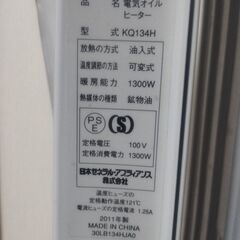 品名 電気オイル
ヒーター
型式 KQ134H
放熱の方式 油入式
温度調節の方法 可変式
暖房能力 1300W
熱媒体の種類 鉱物油
PSE (S)
定格電圧 100V
定格消費電力 1300W
日本ゼネラル・アプライアンス
株式会社
温度ヒューズの
定格動作温度121℃
電流ヒューズの定格電流 1.25A
2011年製
MADE IN CHINA
30LB134HJA0